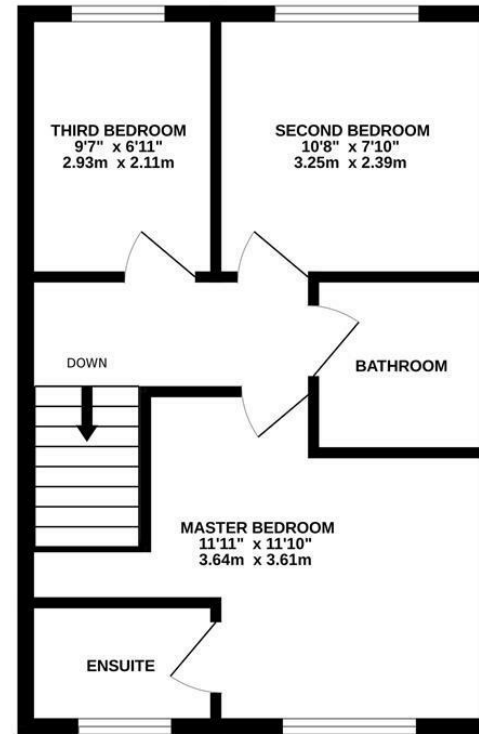 THIRD BEDROOM
9'7" x 6'11"
2.93m x 2.11m
SECOND BEDROOM
10'8" x 7'10"
3.25m x 2.39m
DOWN
BATHROOM
MASTER BEDROOM
11'11" x 11'10"
3.64m x 3.61m
ENSUITE